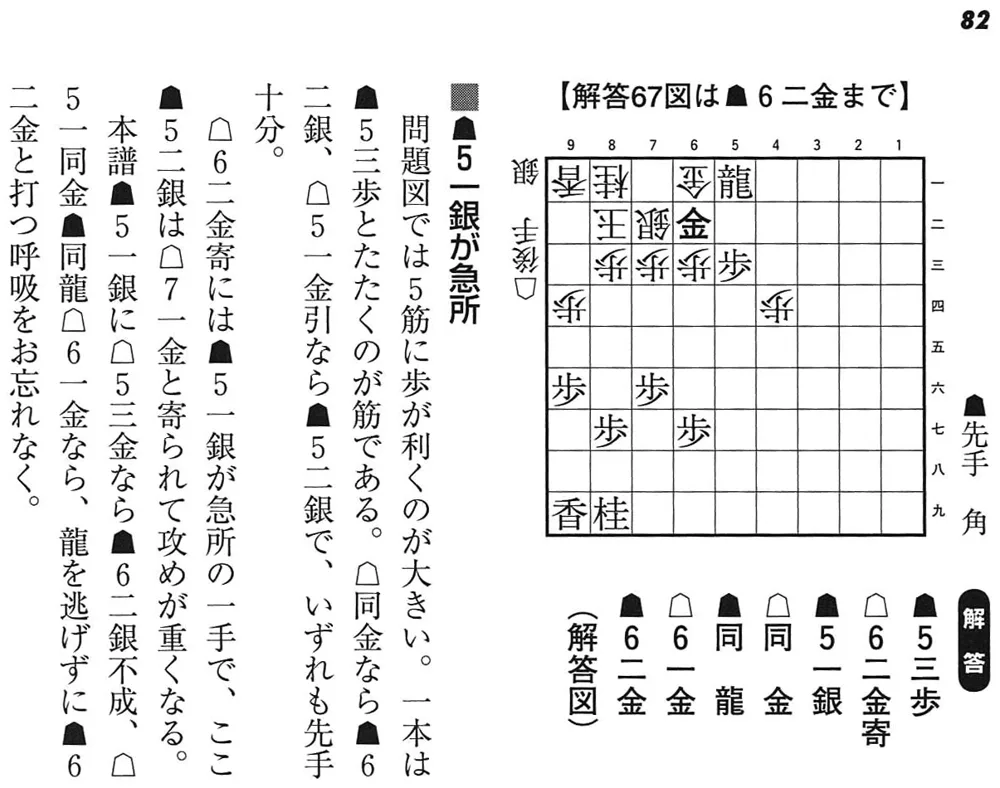 82
【解答67図は☗6二金まで】
9 8 7 6 5 4 3 2 1
香 桂 金 龍 一
王 銀 金 二
歩 歩 歩 歩 三
歩 歩 四
五
歩 歩 六
歩 歩 七
八
香 桂 九
☖後手 銀
☗先手 角
解答
☗5三歩
☖6二金寄
☗5一銀
☖同 金
☗同 龍
☖6一金
☗6二金
(解答図)
■☗5一銀が急所
問題図では5筋に歩が利くのが大きい。一本は
☗5三歩とたたくのが筋である。☖同金なら☗6
二銀、☖5一金引なら☗5二銀で、いずれも先手
十分。
☖6二金寄には☗5一銀が急所の一手で、ここ
☗5二銀は☖7一金と寄られて攻めが重くなる。
本譜☗5一銀に☖5三金なら☗6二銀不成、☖
5一同金☗同龍☖6一金なら、龍を逃げずに☗6
二金と打つ呼吸をお忘れなく。